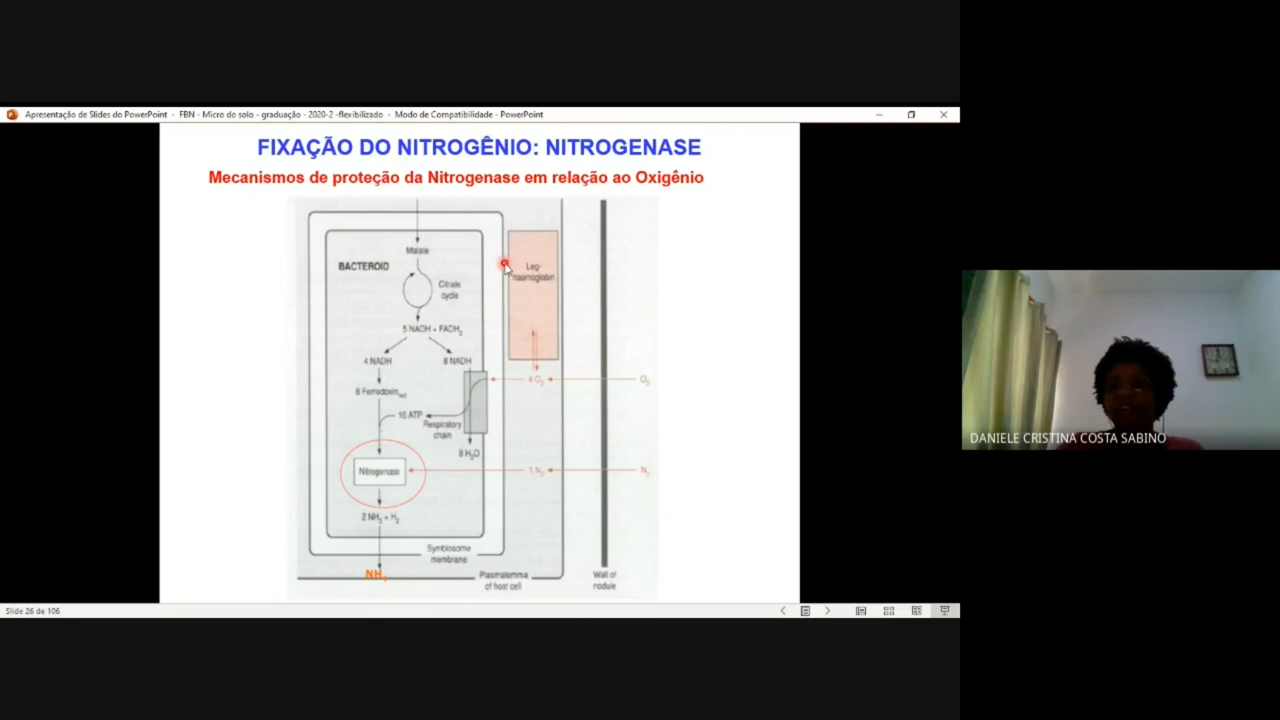 Apresentação de Slides do PowerPoint - FBN - Micro do solo - graduação - 2020-2 -flexibilizado - Modo de Compatibilidade - PowerPoint
FIXAÇÃO DO NITROGÊNIO: NITROGENASE
Mecanismos de proteção da Nitrogenase em relação ao Oxigênio
Malate
BACTEROID
Leg-
haemoglobin
Citrate
cycle
5 NADH + FADH₂
4 NADH
8 NADH
4 O₂
O₂
8 Ferredoxin red
16 ATP
Respiratory
chain
8 H₂O
Nitrogenase
1 N₂
N₂
2 NH₃ + H₂
Symbiosome
membrane
NH₃
Plasmalemma
of host cell
Wall of
nodule
Slide 26 de 106
DANIELE CRISTINA COSTA SABINO